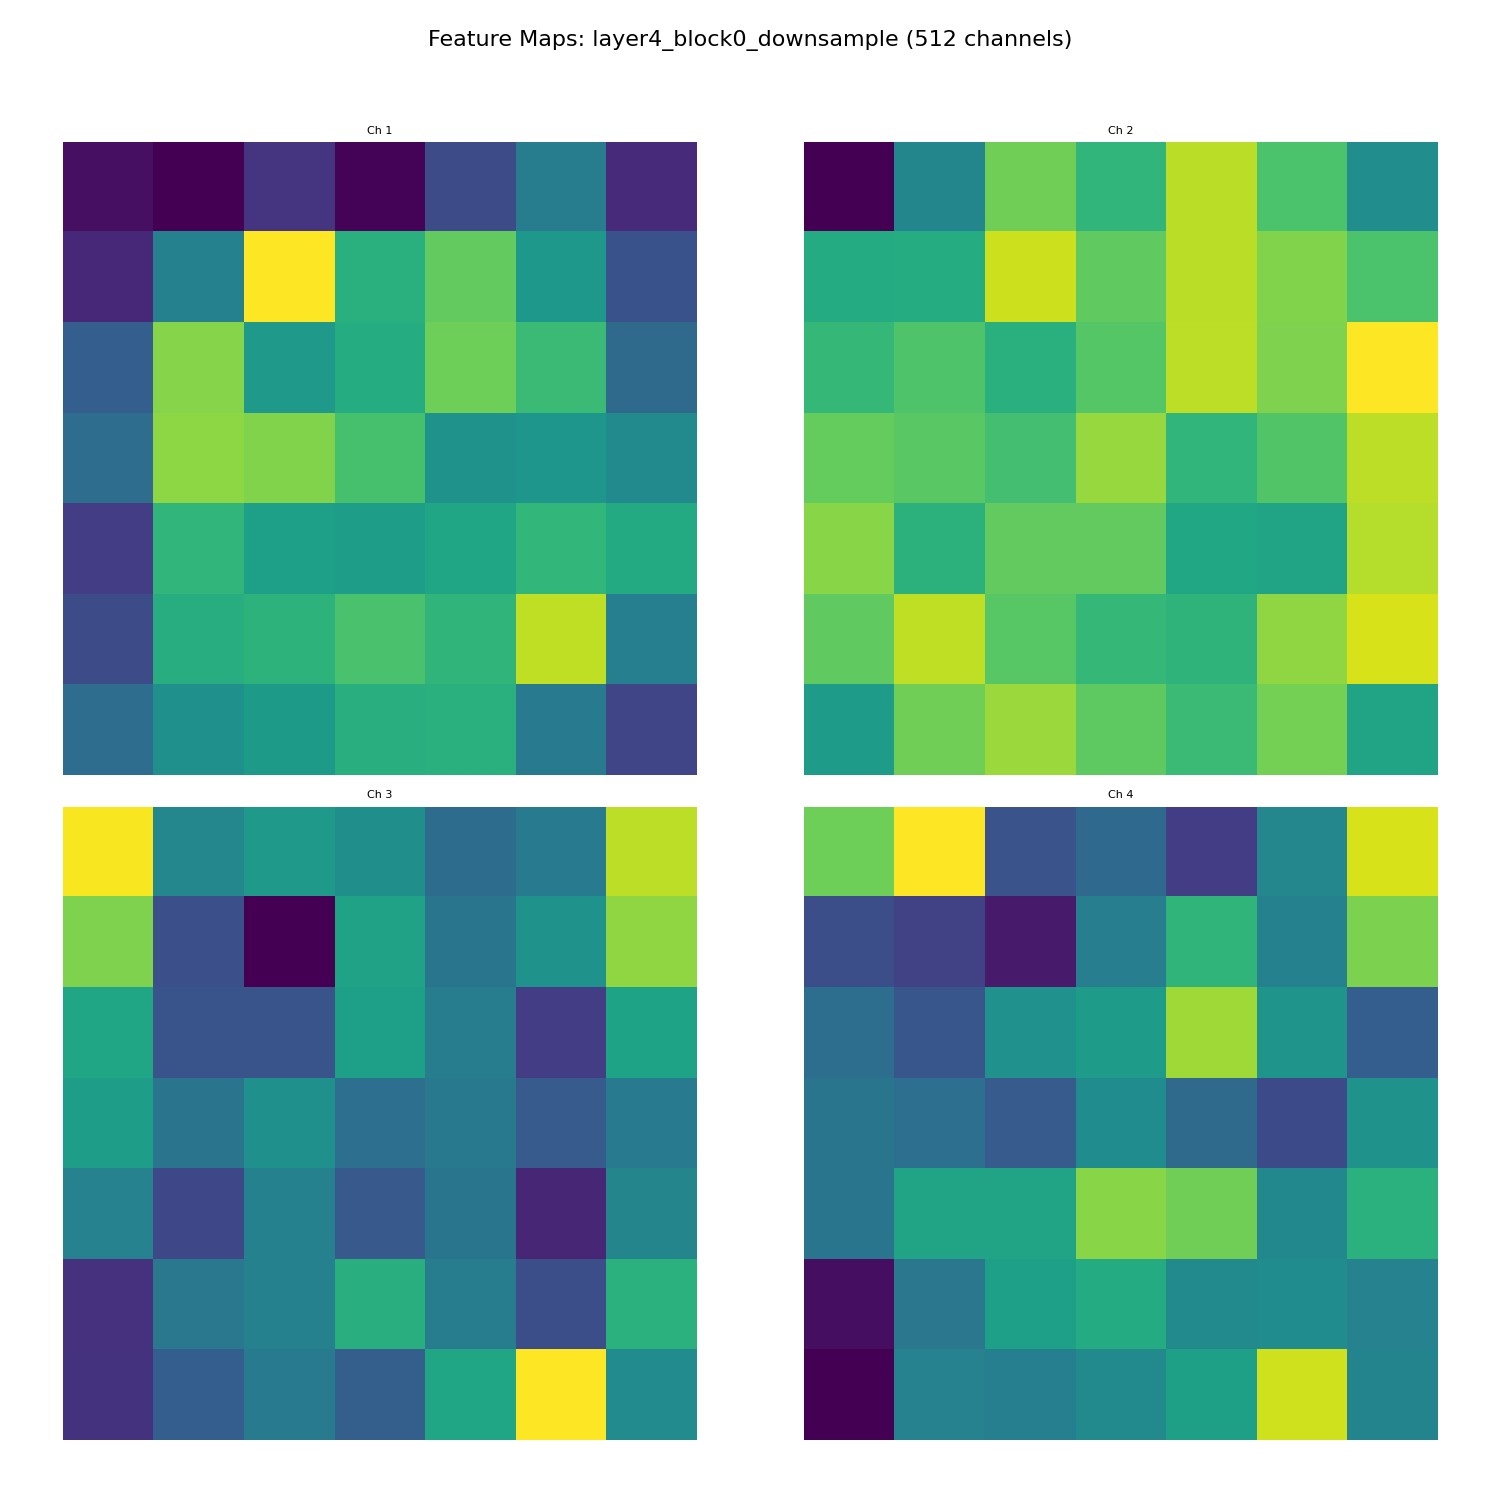 Feature Maps: layer4_block0_downsample (512 channels)
Ch 1
Ch 2
Ch 3
Ch 4